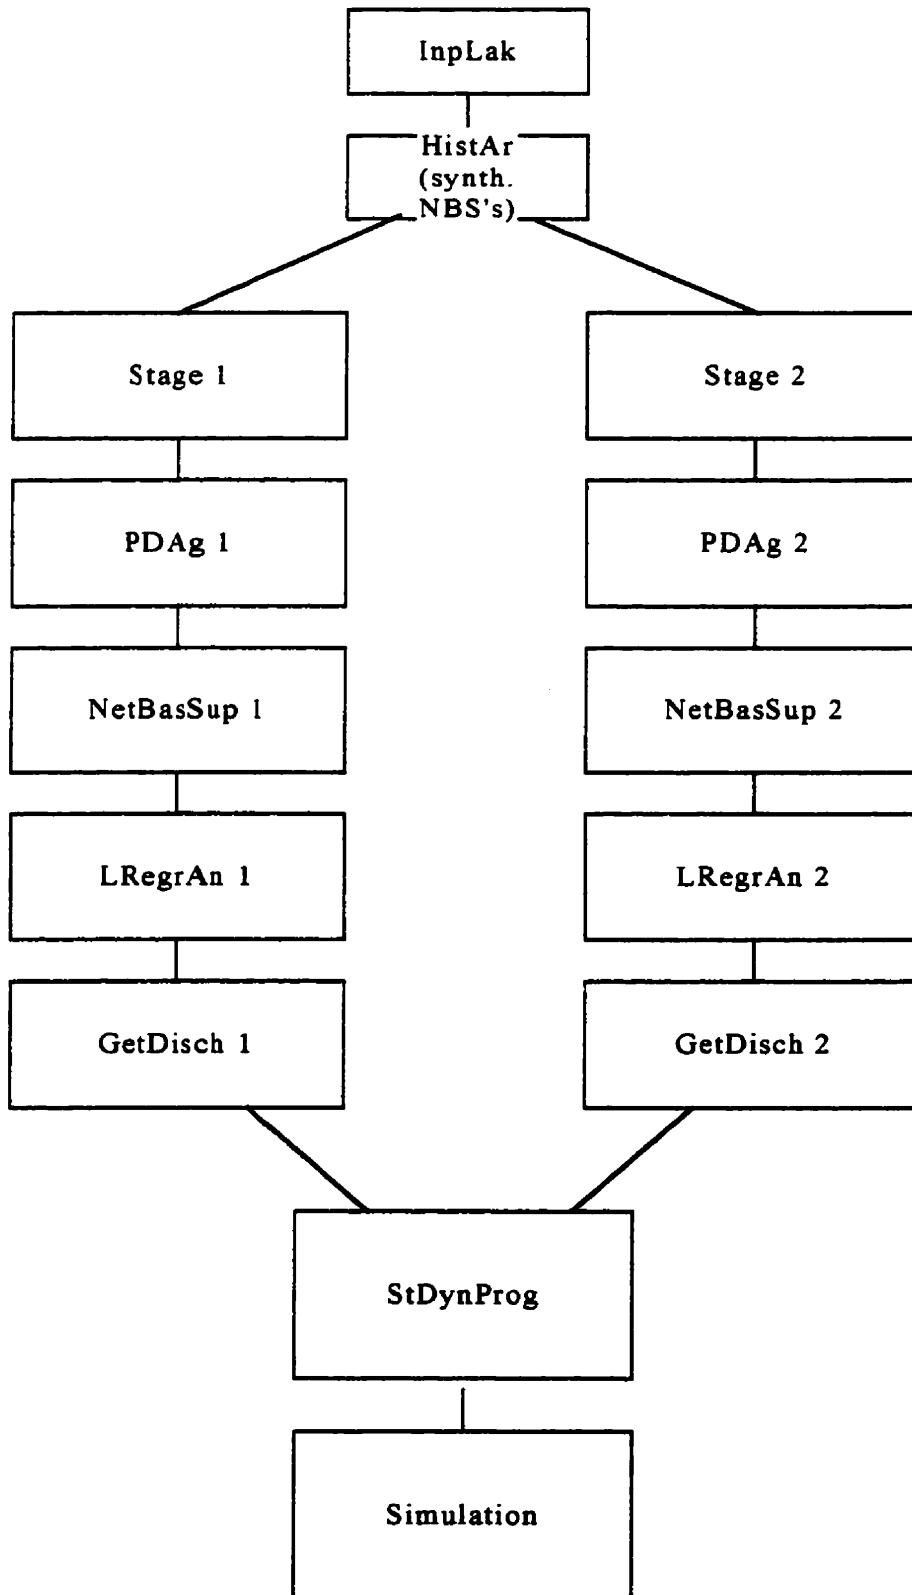 InpLak
HistAr
(synth.
NBS's)
Stage 1
Stage 2
PDAg 1
PDAg 2
NetBasSup 1
NetBasSup 2
LRegrAn 1
LRegrAn 2
GetDisch 1
GetDisch 2
StDynProg
Simulation